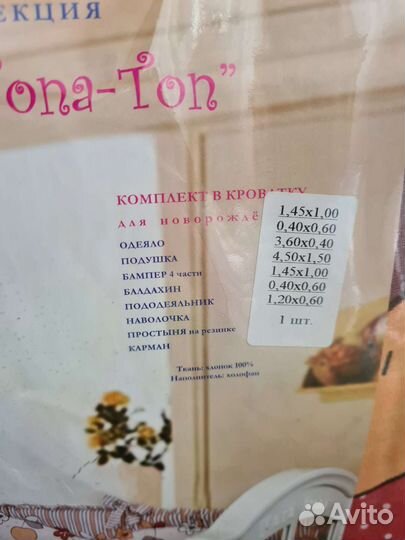 ЕКЦИЯ
Topa-Top”
КОМПЛЕКТ В КРОВАТКУ
для новорождё
ОДЕЯЛО 1,45х1,00
ПОДУШКА 0,40х0,60
БАМПЕР 4 части 3,60х0,40
БАЛДАХИН 4,50х1,50
ПОДОДЕЯЛЬНИК 1,45х1,00
НАВОЛОЧКА 0,40х0,60
ПРОСТЫНЯ на резинке 1,20х0,60
КАРМАН 1 шт.
Ткань: хлопок 100%
Наполнитель: холофан
Avito